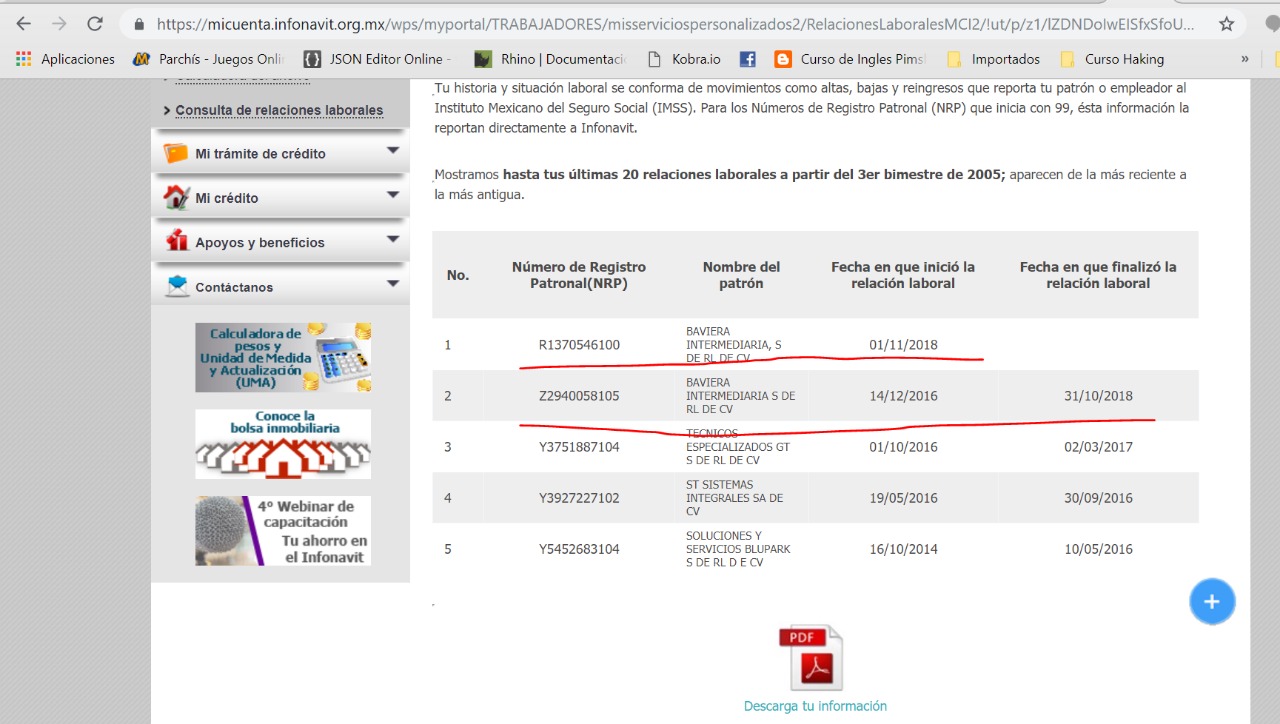 https://micuenta.infonavit.org.mx/wps/myportal/TRABAJADORES/misserviciospersonalizados2/RelacionesLaboralesMCI2/!ut/p/z1/lZDNDoIwEISfxSfoU...
Aplicaciones
Parchís - Juegos Onli
JSON Editor Online -
Rhino | Documentaci
Kobra.io
Curso de Ingles Pimsl
Importados
Curso Haking
»
Consulta de relaciones laborales
Mi trámite de crédito
Mi crédito
Apoyos y beneficios
Contáctanos
Calculadora de
pesos y
Unidad de Medida
y Actualización
(UMA)
Conoce la
bolsa inmobiliaria
4º Webinar de
capacitación
Tu ahorro en
el Infonavit
Tu historia y situación laboral se conforma de movimientos como altas, bajas y reingresos que reporta tu patrón o empleador al
Instituto Mexicano del Seguro Social (IMSS). Para los Números de Registro Patronal (NRP) que inicia con 99, ésta información la
reportan directamente a Infonavit.
Mostramos hasta tus últimas 20 relaciones laborales a partir del 3er bimestre de 2005; aparecen de la más reciente a
la más antigua.
No.
Número de Registro
Patronal(NRP)
Nombre del
patrón
Fecha en que inició la
relación laboral
Fecha en que finalizó la
relación laboral
1
R1370546100
BAVIERA
INTERMEDIARIA, S
DE RL DE CV
01/11/2018
2
Z2940058105
BAVIERA
INTERMEDIARIA S DE
RL DE CV
14/12/2016
31/10/2018
3
Y3751887104
TECNICOS
ESPECIALIZADOS GT
S DE RL DE CV
01/10/2016
02/03/2017
4
Y3927227102
ST SISTEMAS
INTEGRALES SA DE
CV
19/05/2016
30/09/2016
5
Y5452683104
SOLUCIONES Y
SERVICIOS BLUPARK
S DE RL D E CV
16/10/2014
10/05/2016
+
PDF
Descarga tu información